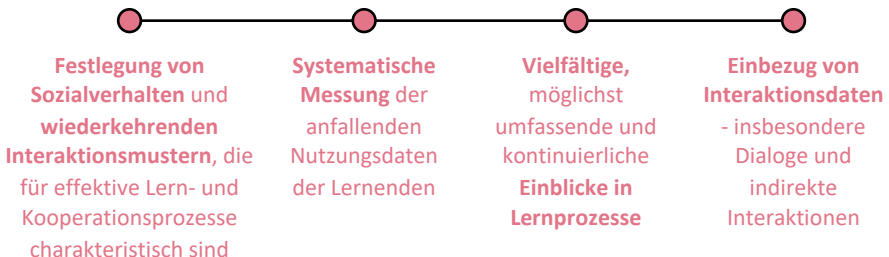 Festlegung von
Sozialverhalten und
wiederkehrenden
Interaktionsmustern, die
für effektive Lern- und
Kooperationsprozesse
charakteristisch sind
Systematische
Messung der
anfallenden
Nutzungsdaten
der Lernenden
Vielfältige,
möglichst
umfassende und
kontinuierliche
Einblicke in
Lernprozesse
Einbezug von
Interaktionsdaten
- insbesondere
Dialoge und
indirekte
Interaktionen